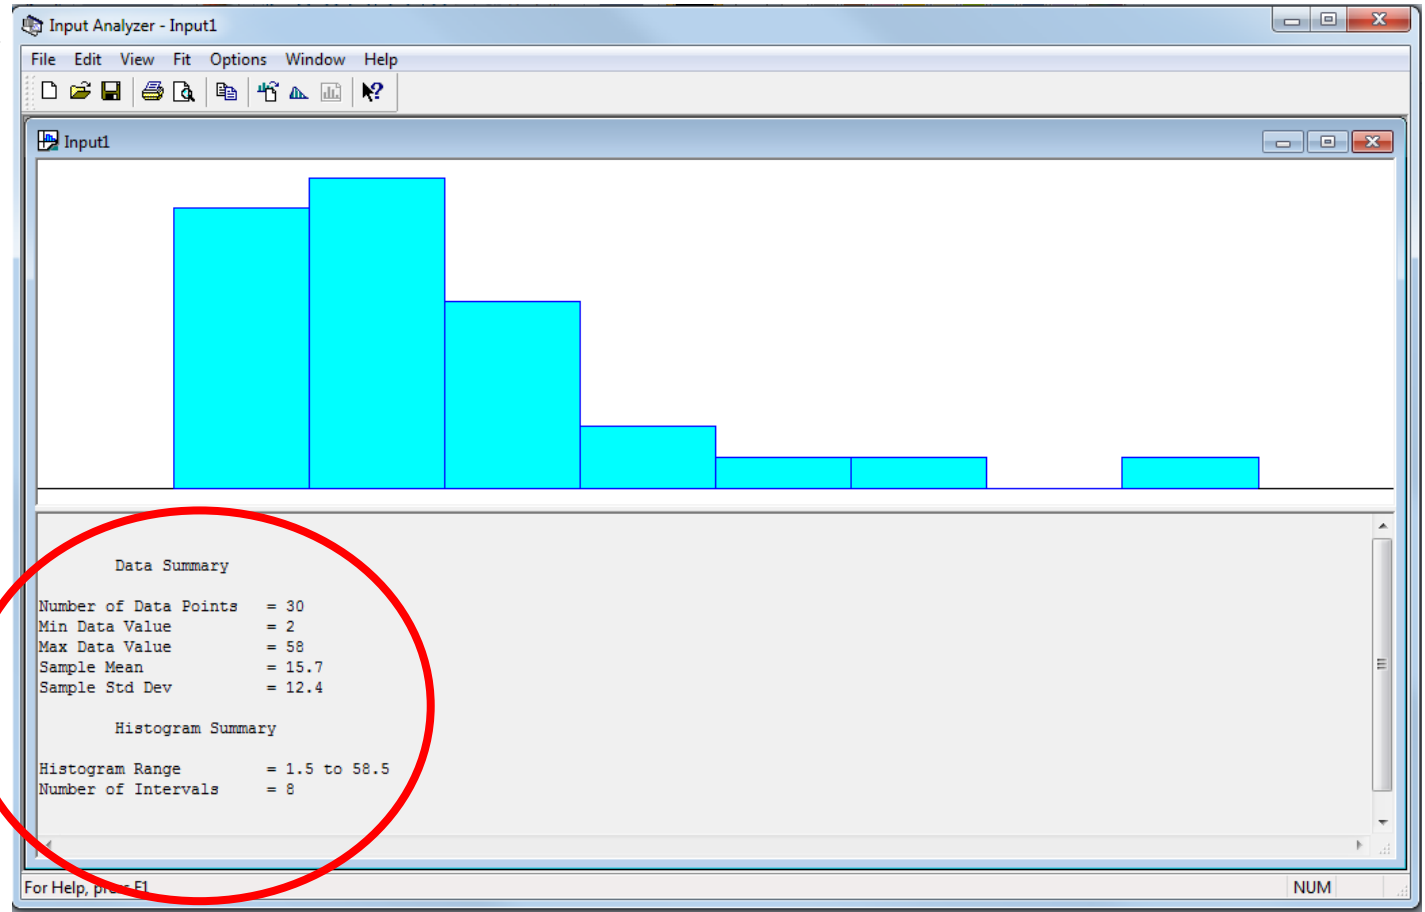 Input Analyzer - Input1
File Edit View Fit Options Window Help
Input1
Data Summary
Number of Data Points = 30
Min Data Value = 2
Max Data Value = 58
Sample Mean = 15.7
Sample Std Dev = 12.4
Histogram Summary
Histogram Range = 1.5 to 58.5
Number of Intervals = 8
For Help, press F1
NUM